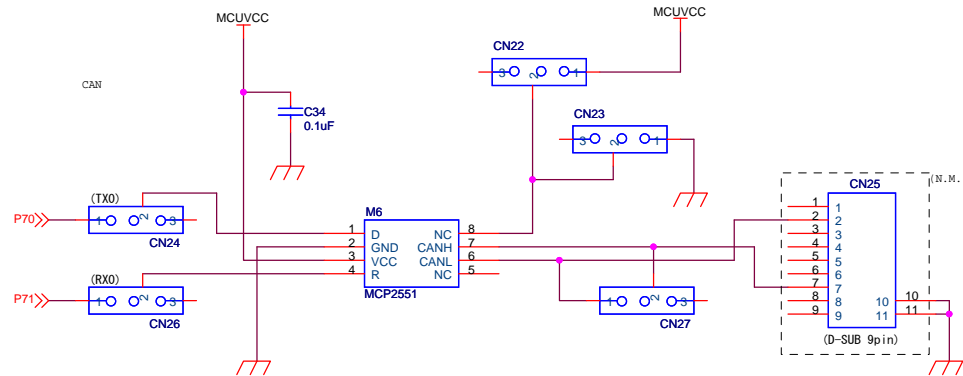 MCUVCC
MCUVCC
CN22
3 2 1
CAN
C34
0.1uF
CN23
3 2 1
(N.M.
CN25
(TX0)
P70
1 2 3
CN24
M6
1 D NC 8
2 GND CANH 7
3 VCC CANL 6
4 R NC 5
MCP2551
(RX0)
P71
1 2 3
CN26
1 2 3
CN27
1 1
2 2
3 3
4 4
5 5
6 6
7 7
8 8 10 10
9 9 11 11
(D-SUB 9pin)